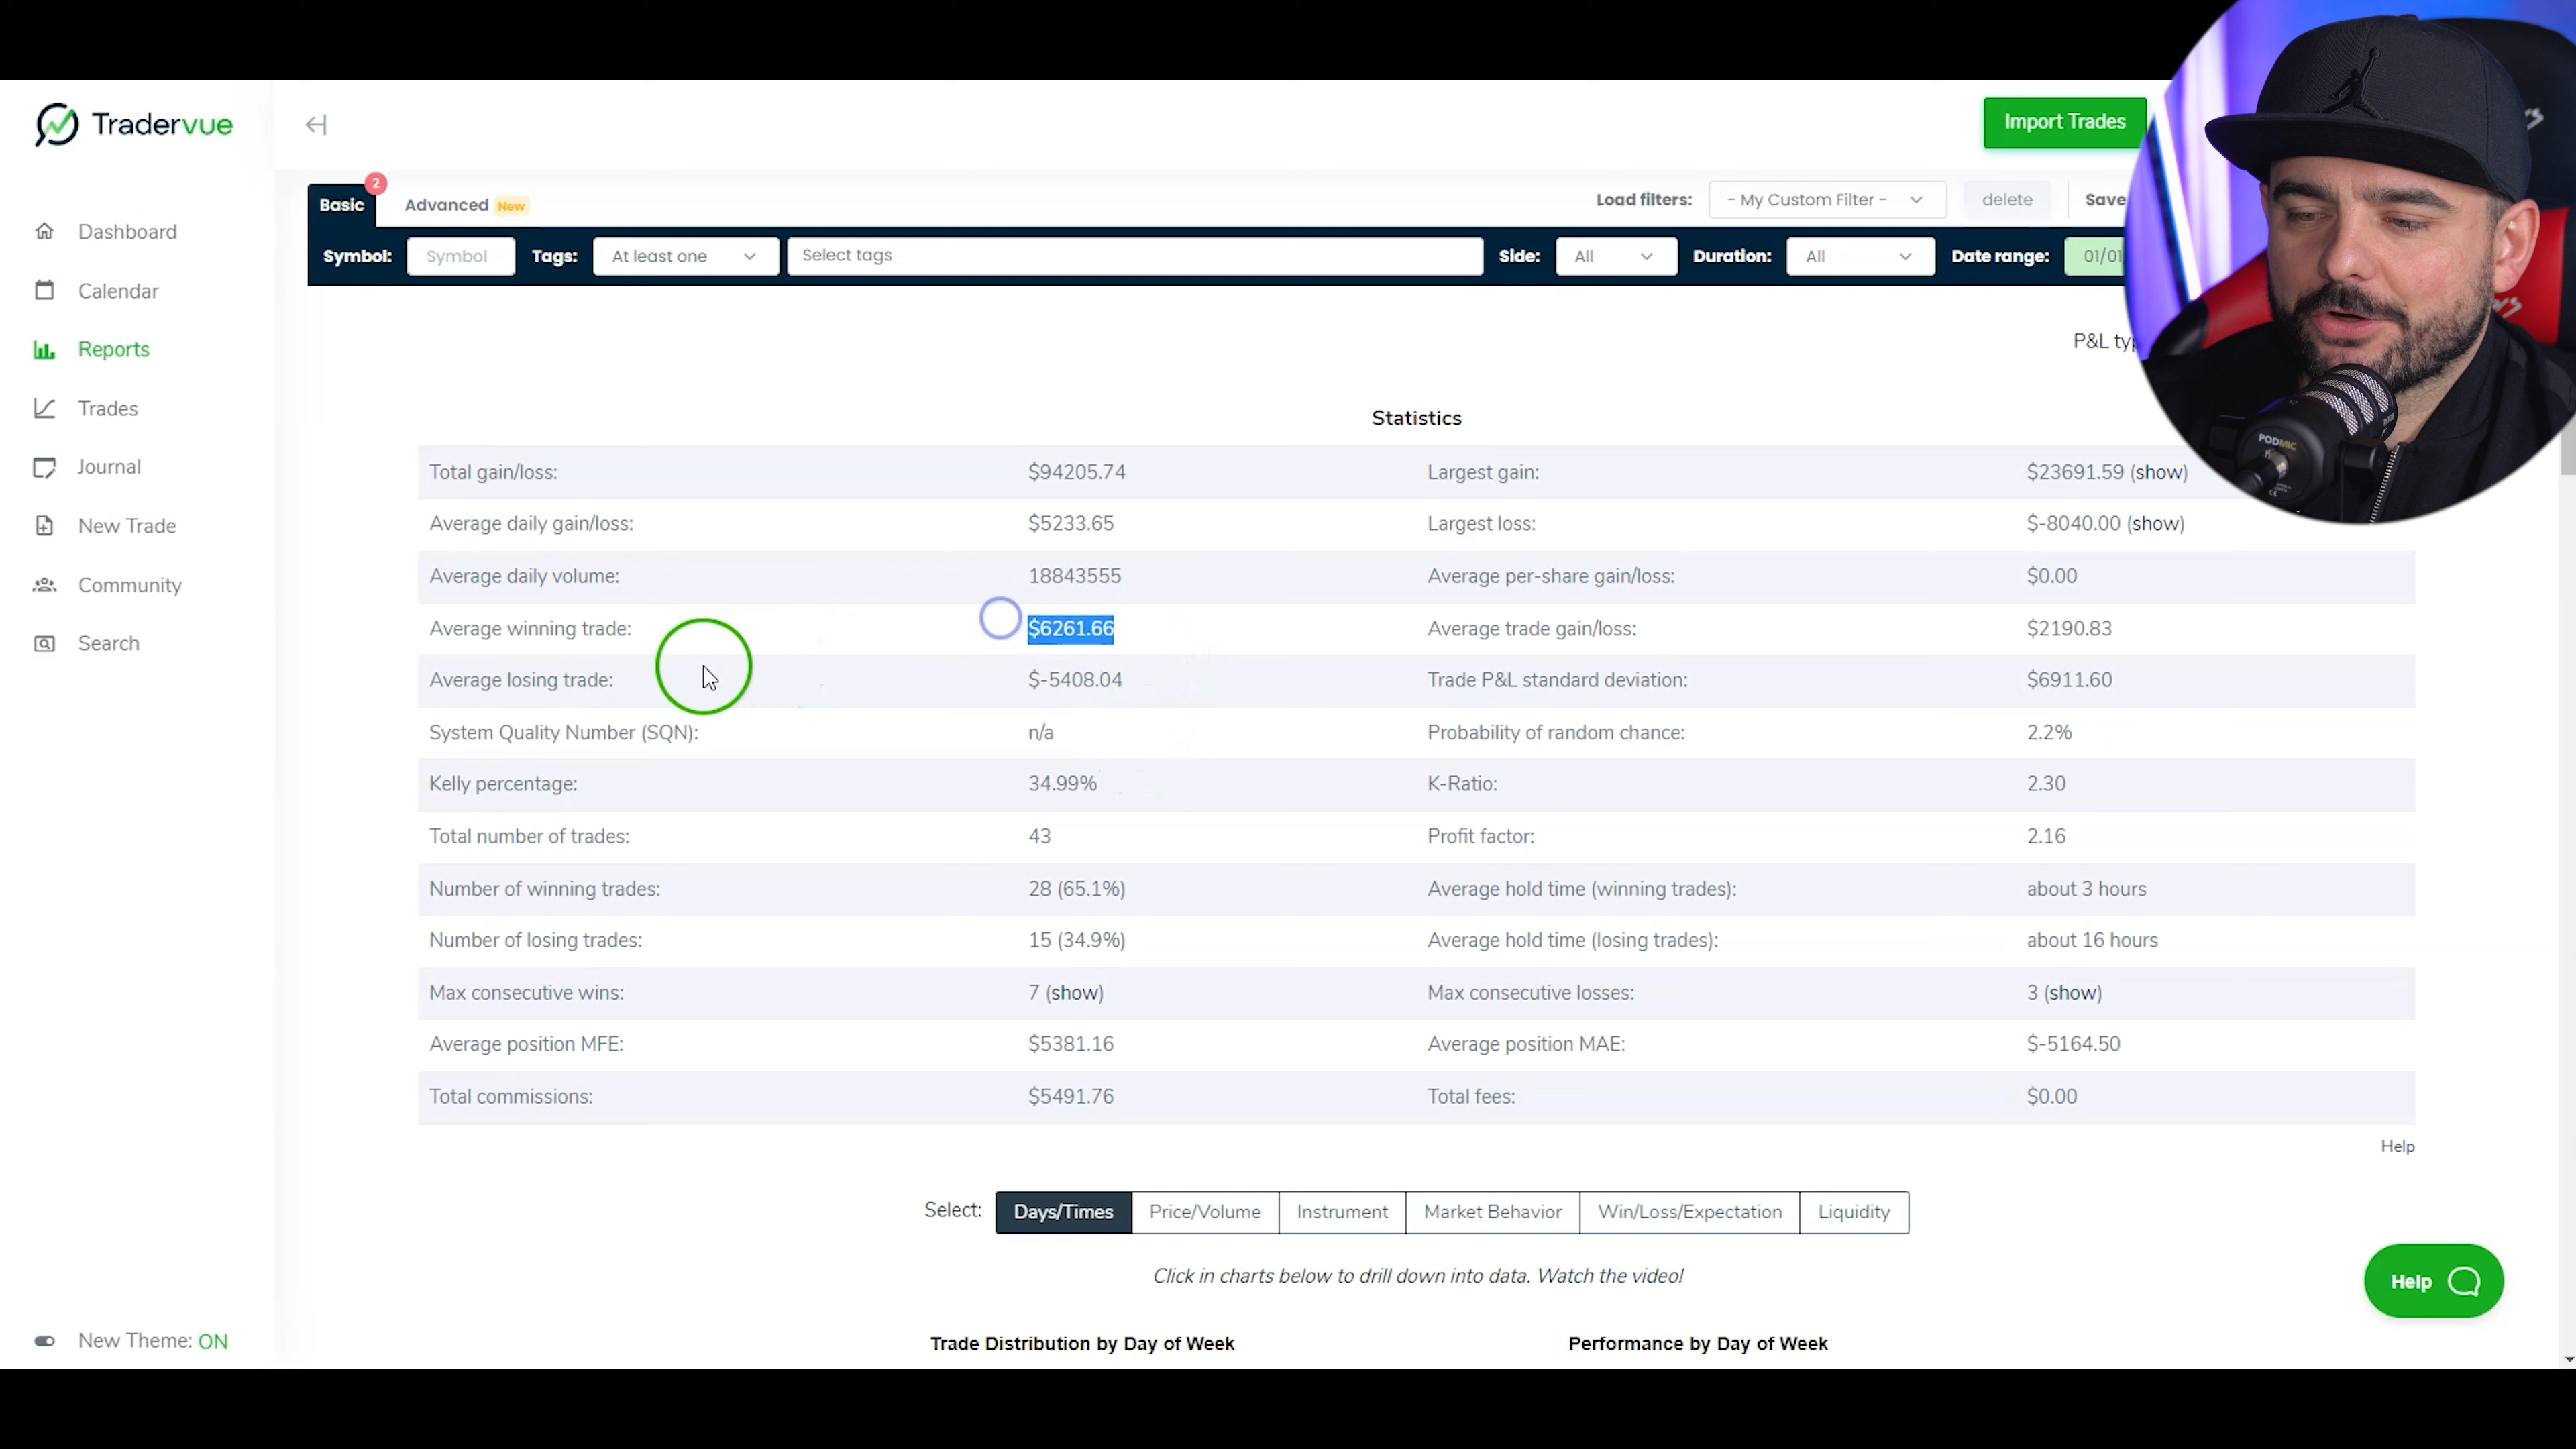 Tradervue
Import Trades
Basic 2 Advanced New Load filters: - My Custom Filter - delete Save
Symbol: Symbol Tags: At least one Select tags Side: All Duration: All Date range: 01/01
Dashboard
Calendar
Reports
Trades
Journal
New Trade
Community
Search
New Theme: ON
P&L typ
Statistics
Total gain/loss: $94205.74 Largest gain: $23691.59 (show)
Average daily gain/loss: $5233.65 Largest loss: $-8040.00 (show)
Average daily volume: 18843555 Average per-share gain/loss: $0.00
Average winning trade: $6261.66 Average trade gain/loss: $2190.83
Average losing trade: $-5408.04 Trade P&L standard deviation: $6911.60
System Quality Number (SQN): n/a Probability of random chance: 2.2%
Kelly percentage: 34.99% K-Ratio: 2.30
Total number of trades: 43 Profit factor: 2.16
Number of winning trades: 28 (65.1%) Average hold time (winning trades): about 3 hours
Number of losing trades: 15 (34.9%) Average hold time (losing trades): about 16 hours
Max consecutive wins: 7 (show) Max consecutive losses: 3 (show)
Average position MFE: $5381.16 Average position MAE: $-5164.50
Total commissions: $5491.76 Total fees: $0.00
Help
Select: Days/Times Price/Volume Instrument Market Behavior Win/Loss/Expectation Liquidity
Click in charts below to drill down into data. Watch the video!
Help
Trade Distribution by Day of Week Performance by Day of Week
PODMIC